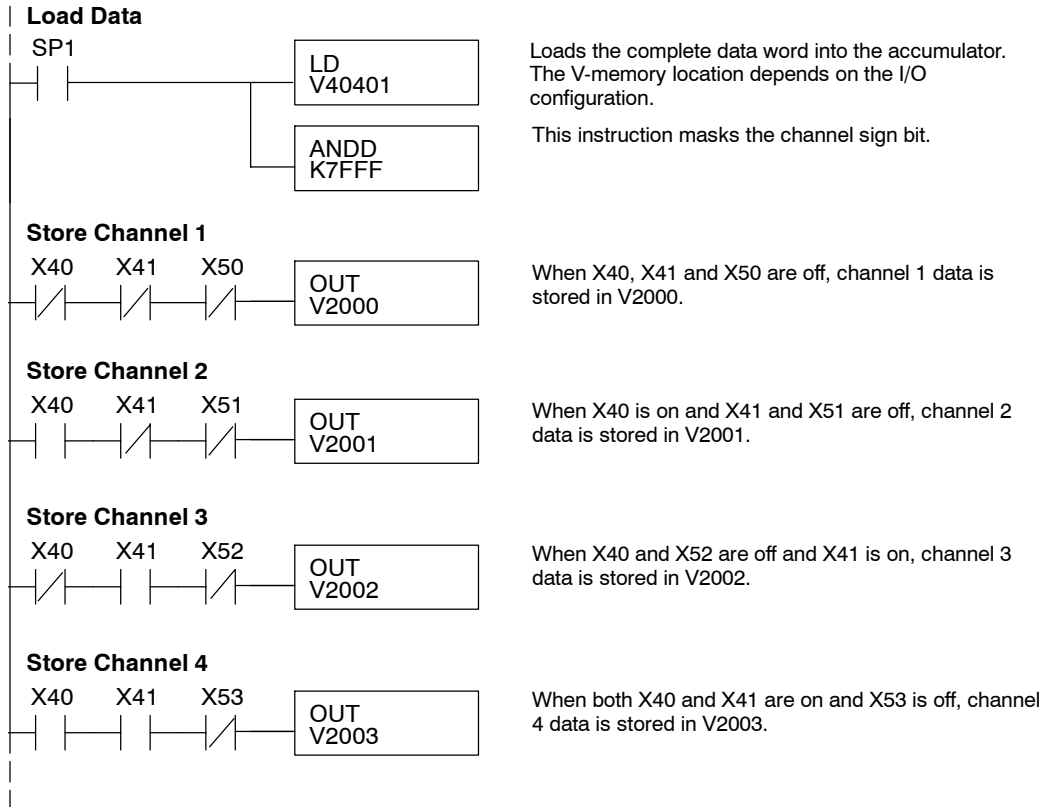 Load Data
SP1
LD
V40401
Loads the complete data word into the accumulator.
The V-memory location depends on the I/O
configuration.
ANDD
K7FFF
This instruction masks the channel sign bit.
Store Channel 1
X40 X41 X50
OUT
V2000
When X40, X41 and X50 are off, channel 1 data is
stored in V2000.
Store Channel 2
X40 X41 X51
OUT
V2001
When X40 is on and X41 and X51 are off, channel 2
data is stored in V2001.
Store Channel 3
X40 X41 X52
OUT
V2002
When X40 and X52 are off and X41 is on, channel 3
data is stored in V2002.
Store Channel 4
X40 X41 X53
OUT
V2003
When both X40 and X41 are on and X53 is off, channel
4 data is stored in V2003.